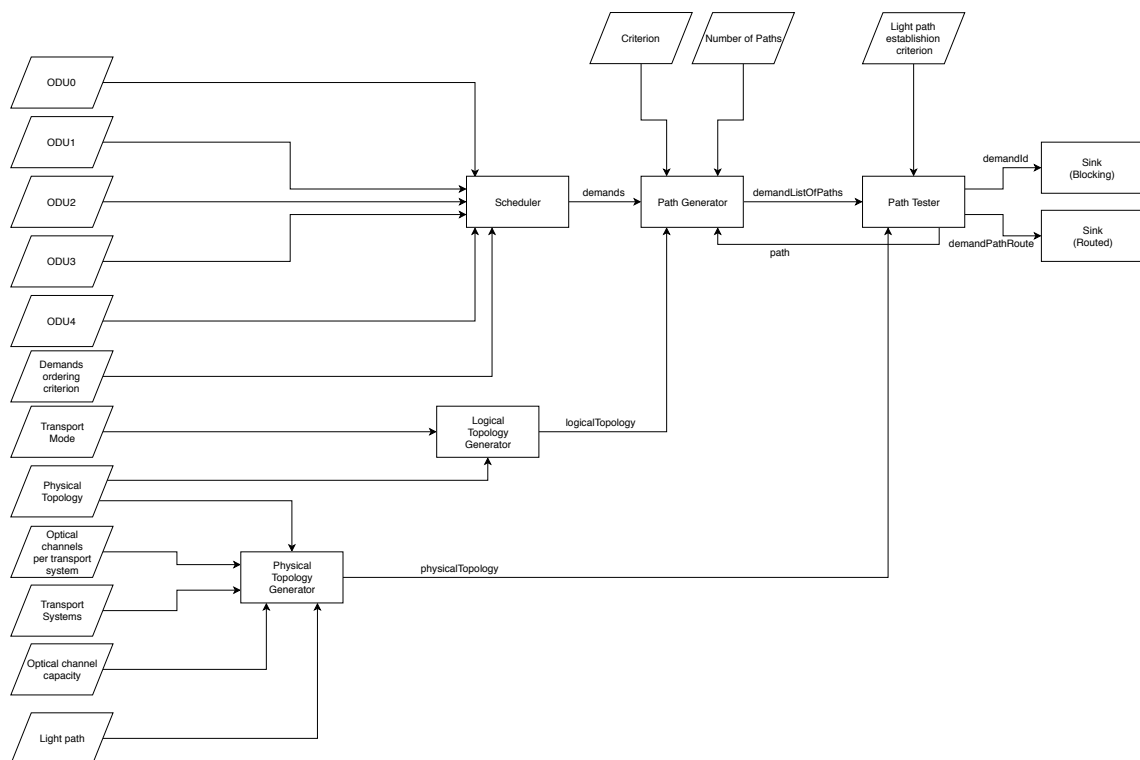 Criterion
Number of Paths
Light path
establishion
criterion
ODU0
ODU1
ODU2
ODU3
ODU4
Demands
ordering
criterion
Transport
Mode
Physical
Topology
Optical
channels
per transport
system
Transport
Systems
Optical channel
capacity
Light path
Scheduler
demands
Path Generator
demandListOfPaths
Path Tester
demandId
Sink
(Blocking)
demandPathRoute
Sink
(Routed)
path
Logical
Topology
Generator
logicalTopology
Physical
Topology
Generator
physicalTopology